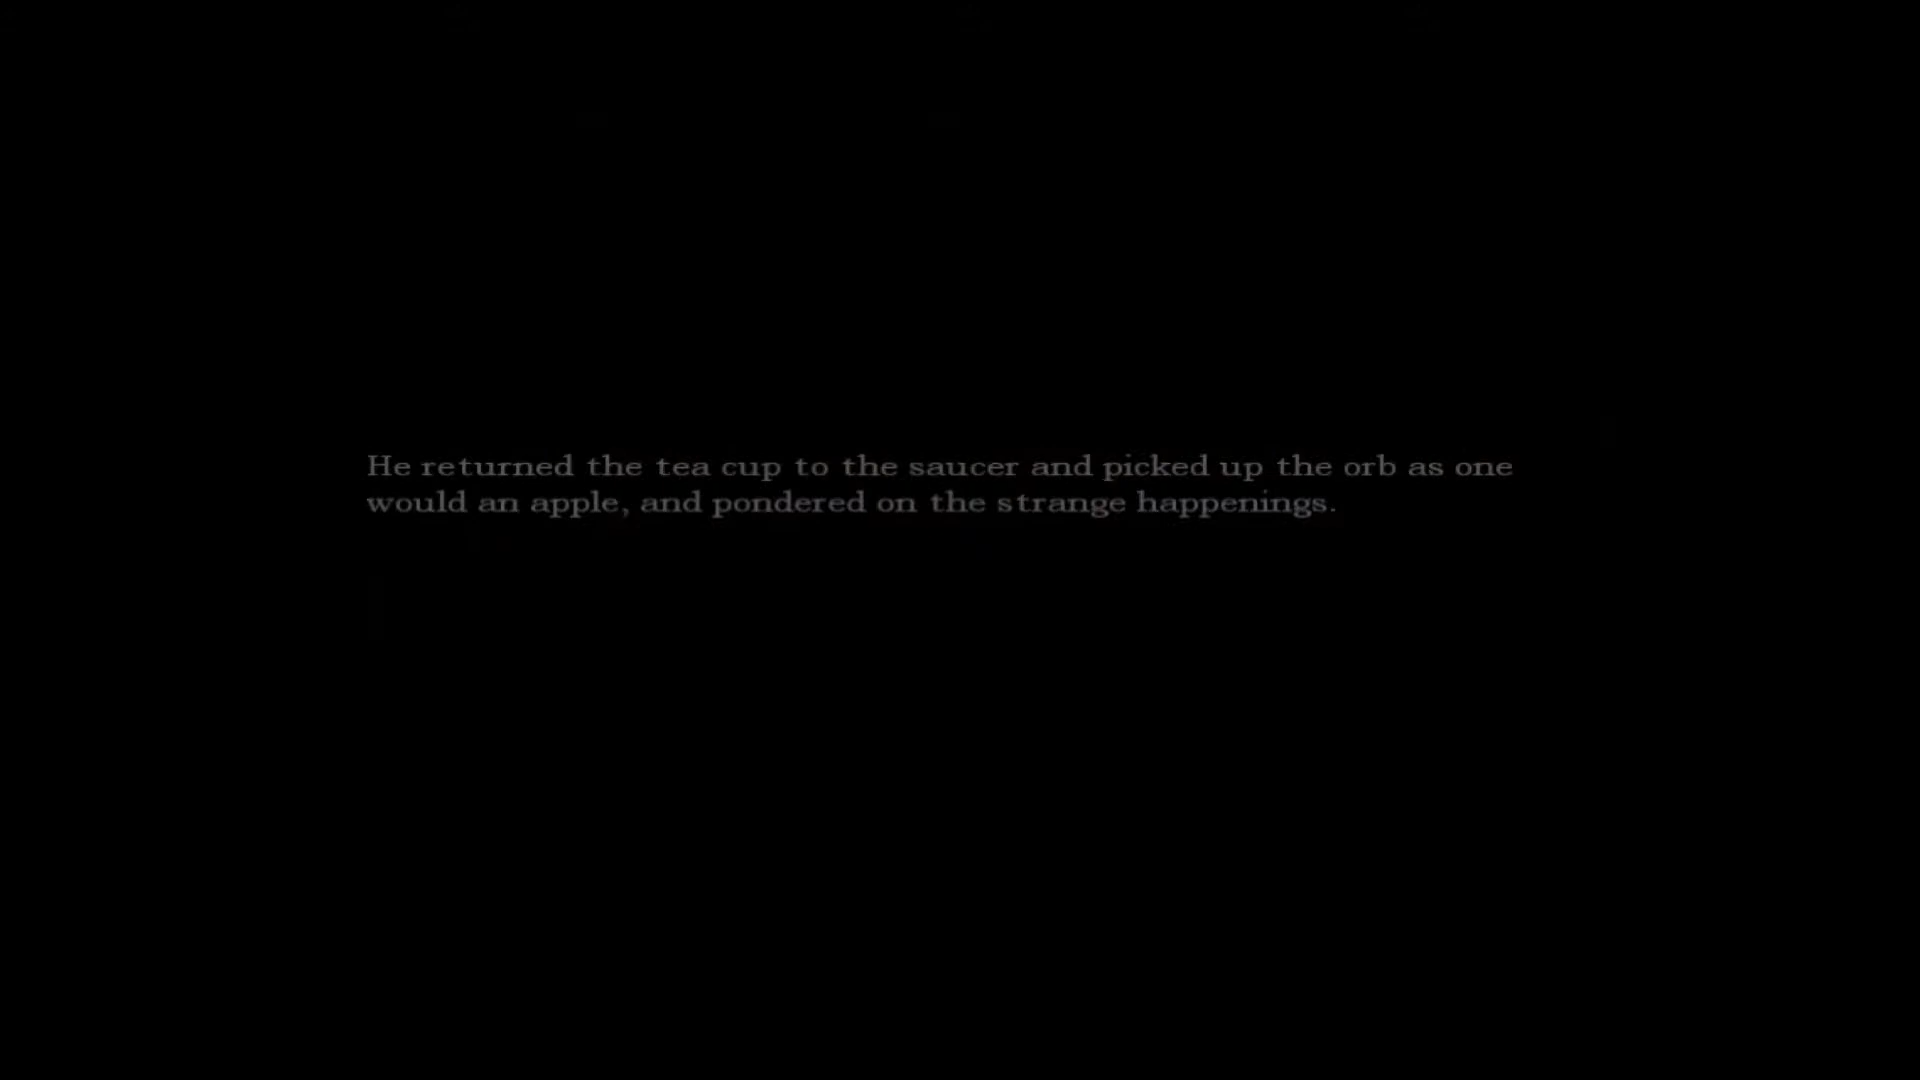 He returned the tea cup to the saucer and picked up the orb as one
would an apple, and pondered on the strange happenings.